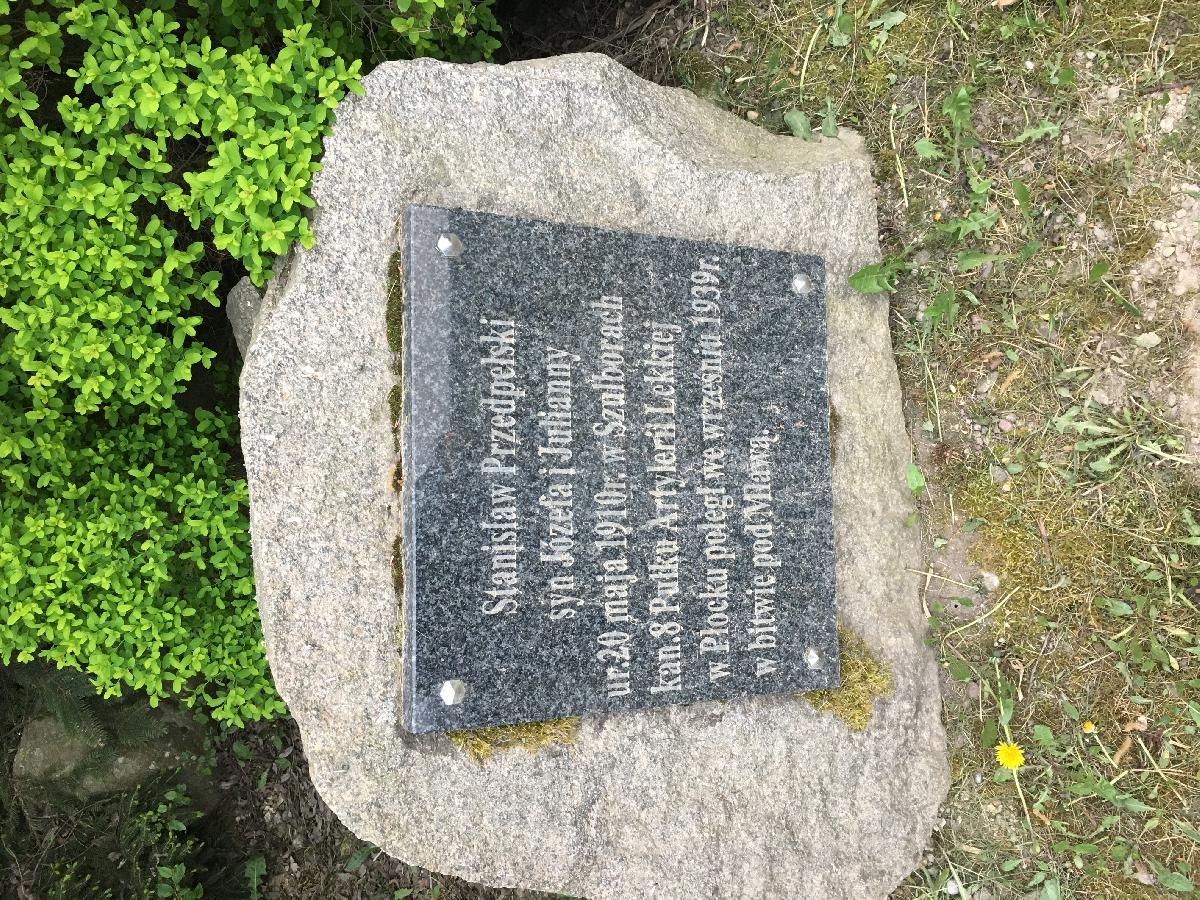 Stanisław Przedpełski
syn Józefa i Julianny
ur.20 maja 1910r. w Szulborach
kan.8 Pułku Artylerii Lekkiej
w Płocku poległ we wrześniu 1939r.
w bitwie pod Mławą.